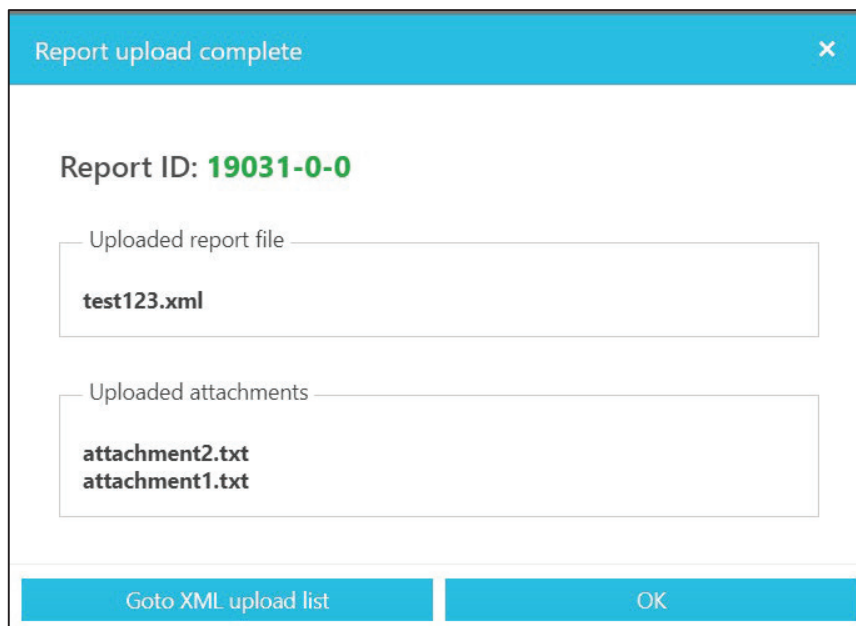 Report upload complete ×
Report ID: 19031-0-0
Uploaded report file
test123.xml
Uploaded attachments
attachment2.txt
attachment1.txt
Goto XML upload list
OK